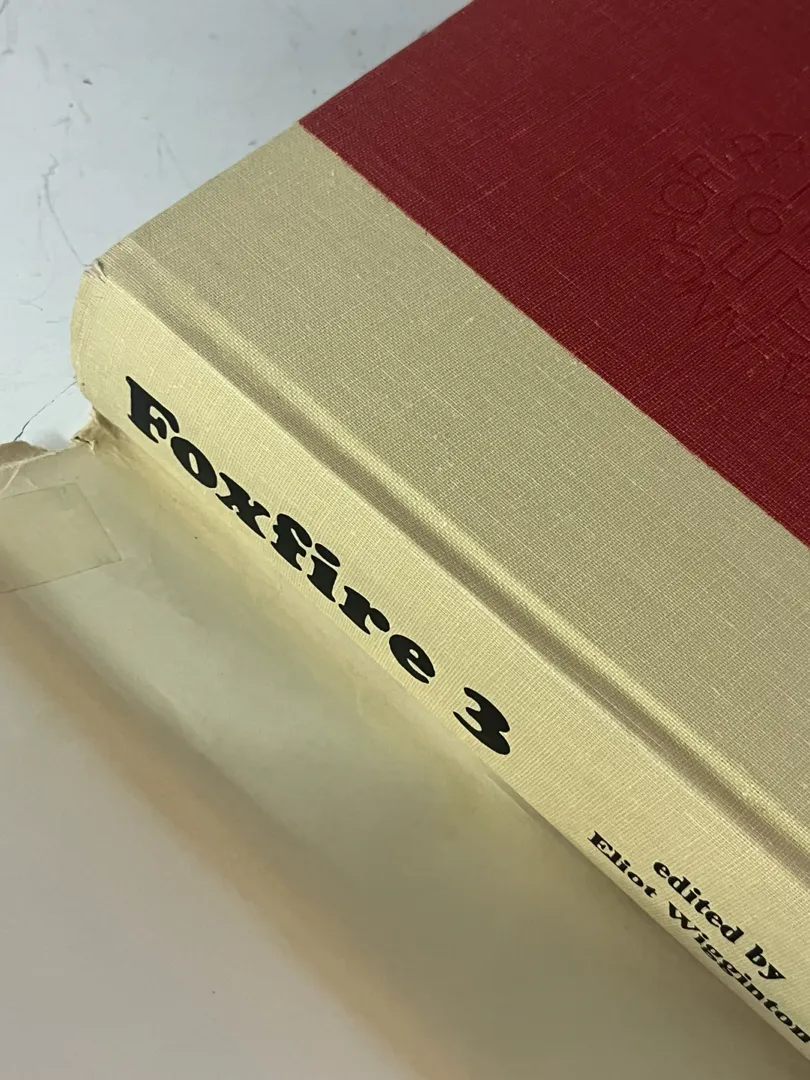 Foxfire 3
edited by
Eliot Wigginton